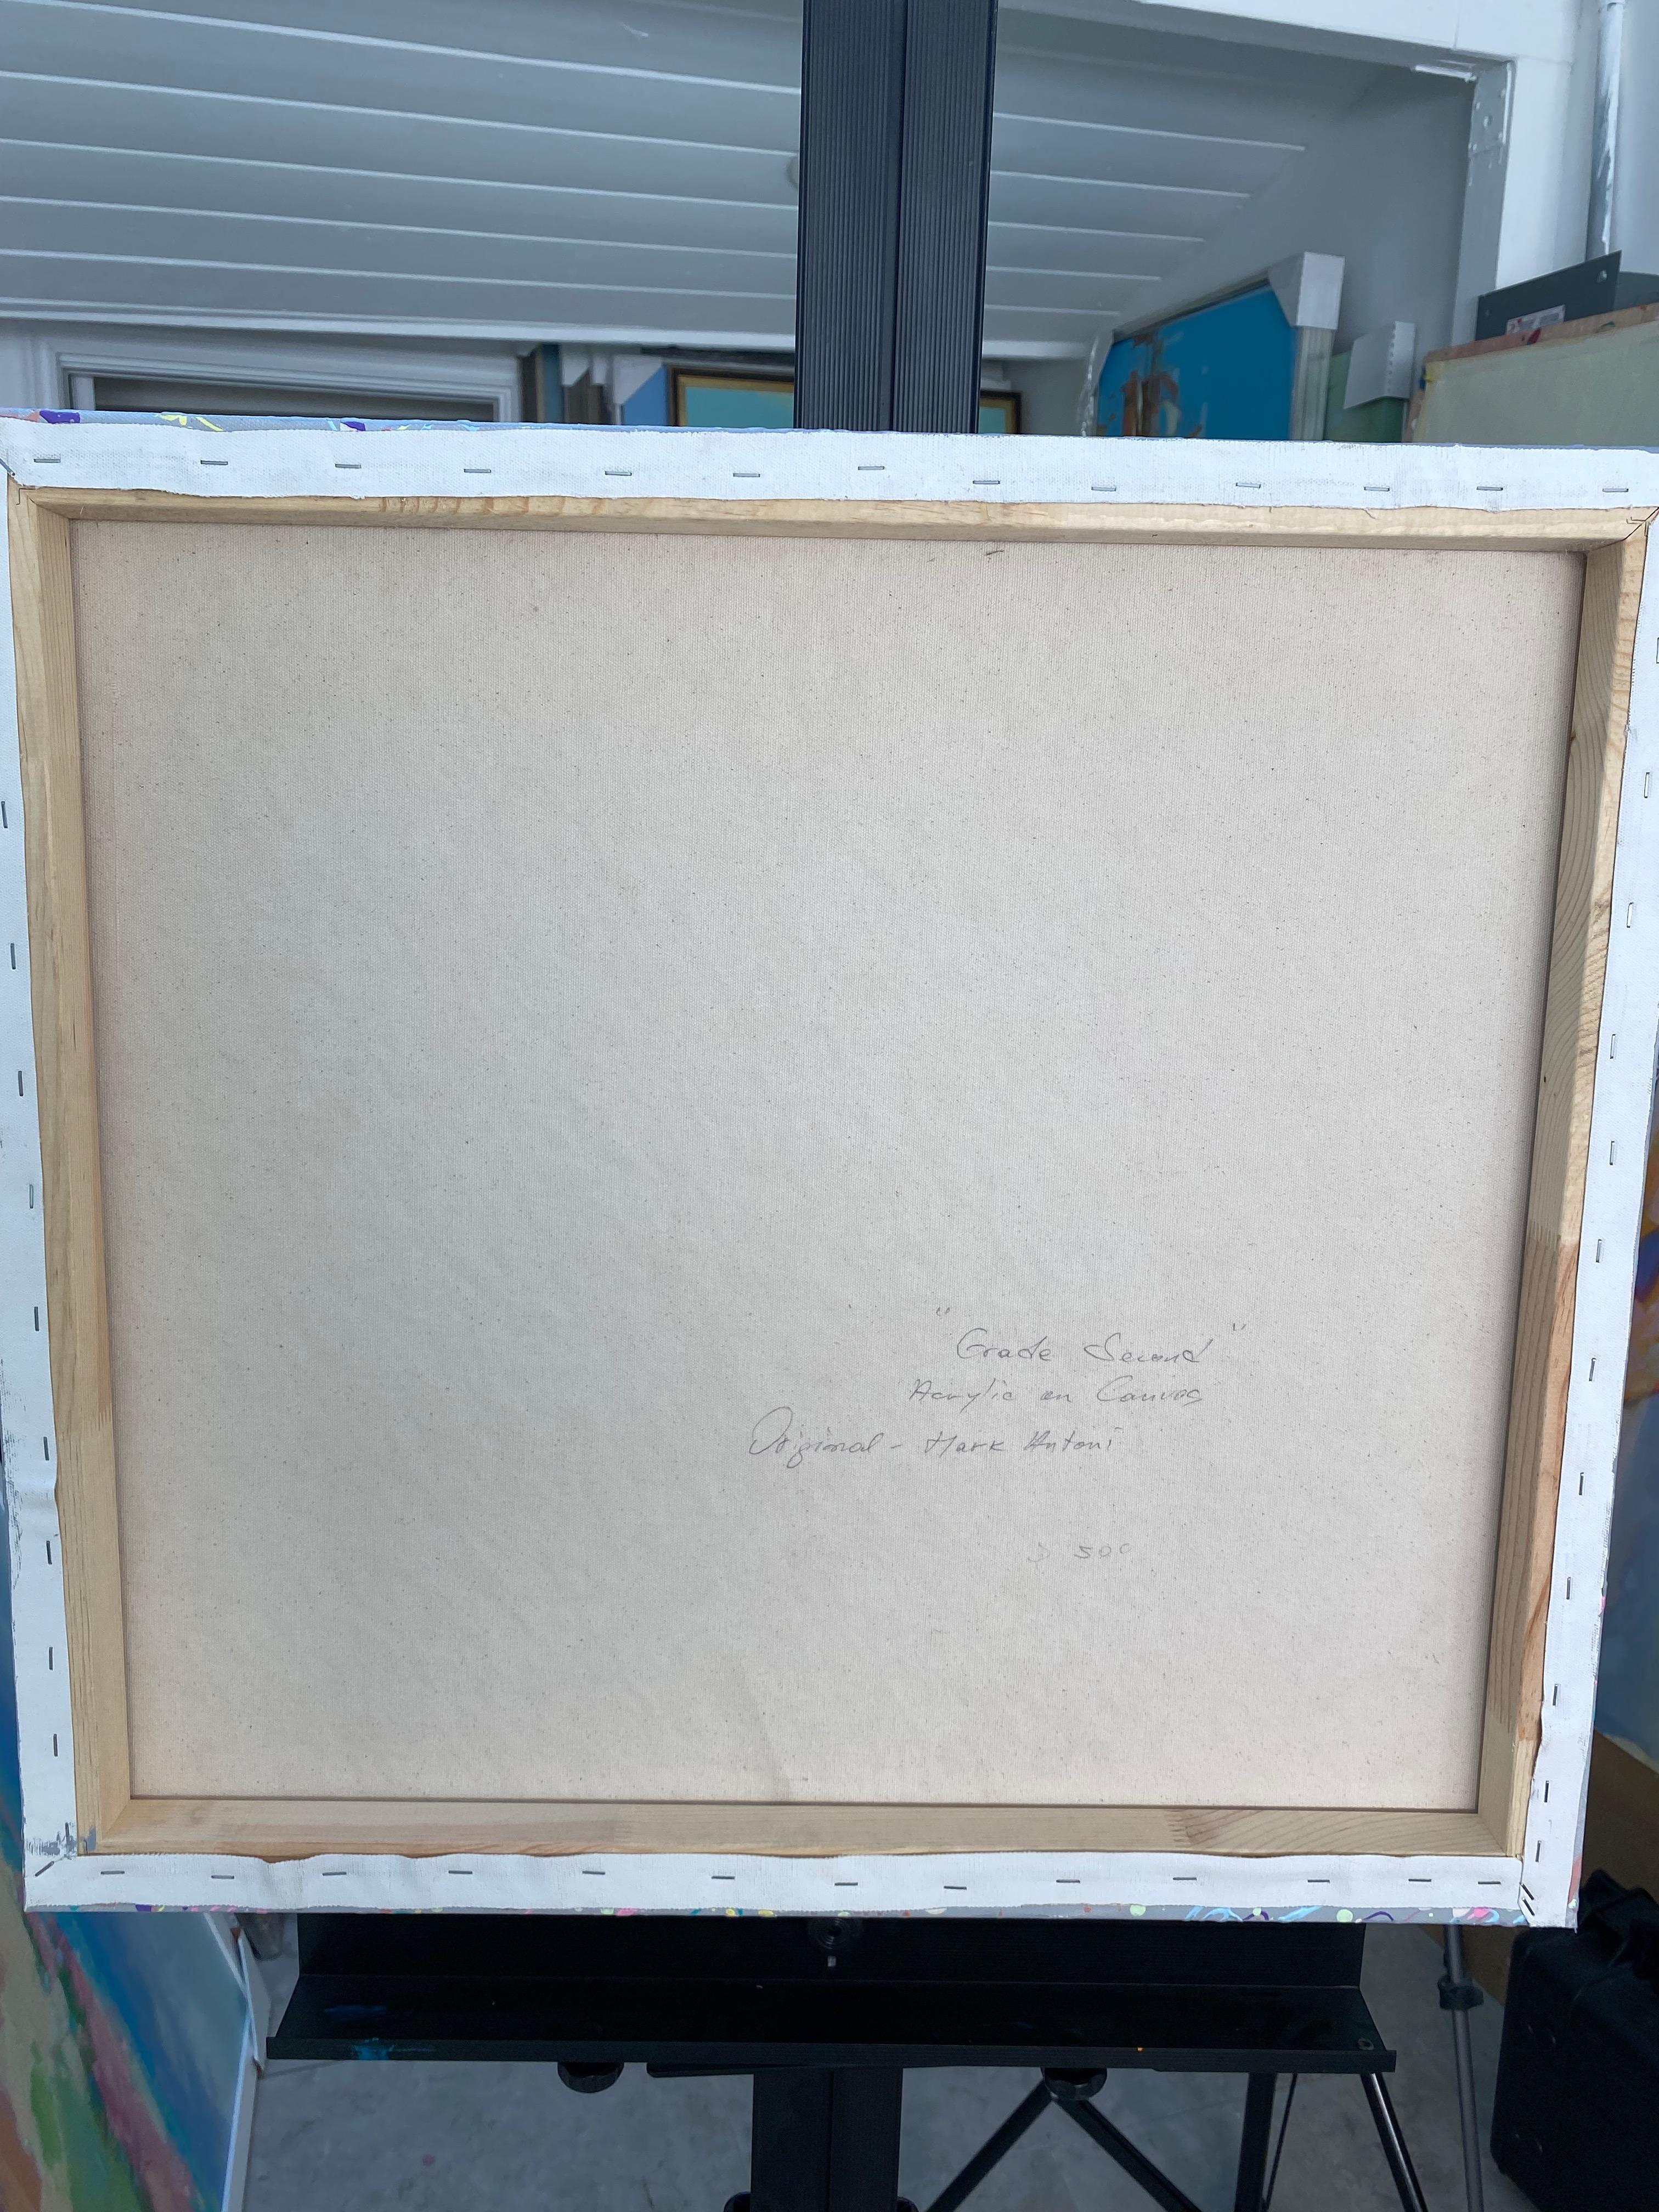 "Grade Second"
Acrylic on Canvas
Original - Mark Antoni
500